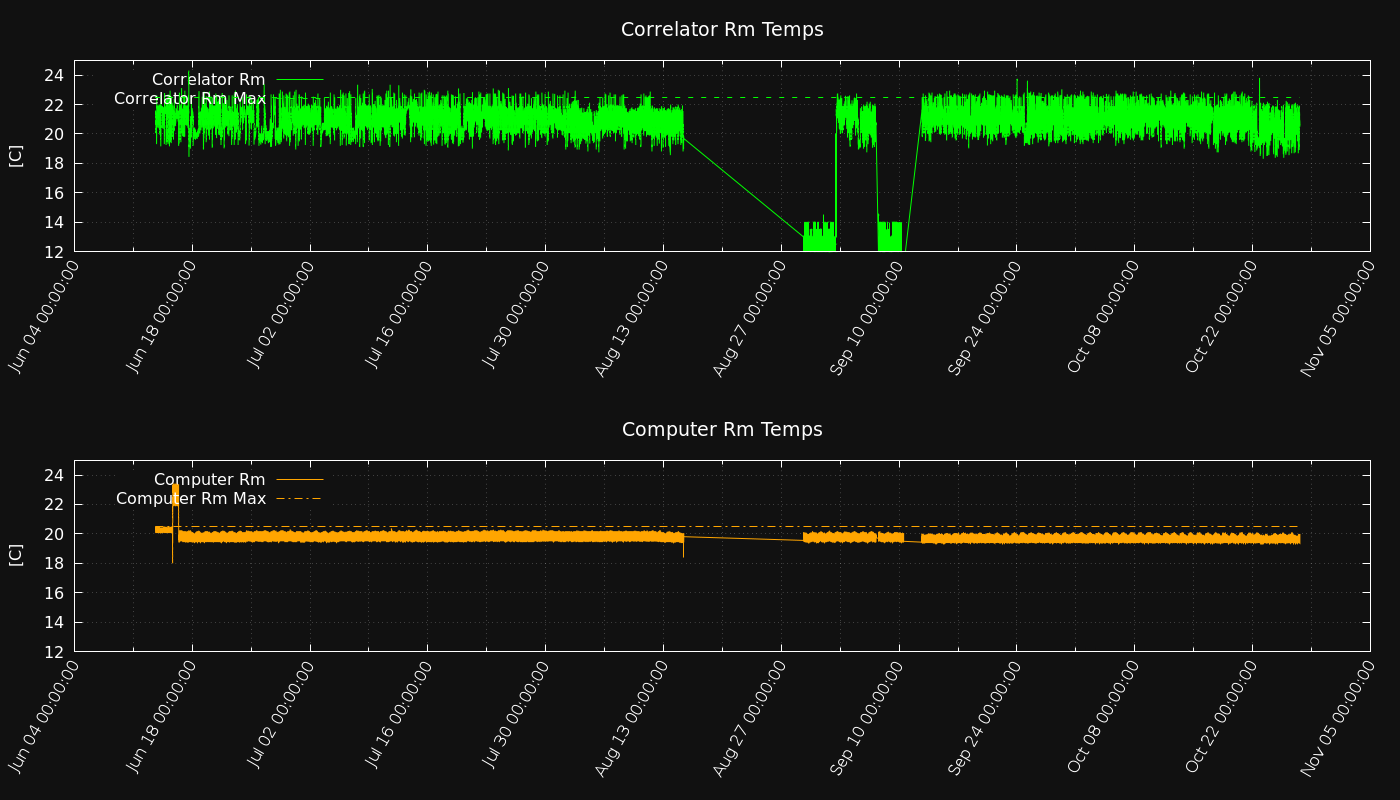 Correlator Rm Temps
Correlator Rm
Correlator Rm Max
[C]
24
22
20
18
16
14
12
Jun 04 00:00:00
Jun 18 00:00:00
Jul 02 00:00:00
Jul 16 00:00:00
Jul 30 00:00:00
Aug 13 00:00:00
Aug 27 00:00:00
Sep 10 00:00:00
Sep 24 00:00:00
Oct 08 00:00:00
Oct 22 00:00:00
Nov 05 00:00:00
Computer Rm Temps
Computer Rm
Computer Rm Max
[C]
24
22
20
18
16
14
12
Jun 04 00:00:00
Jun 18 00:00:00
Jul 02 00:00:00
Jul 16 00:00:00
Jul 30 00:00:00
Aug 13 00:00:00
Aug 27 00:00:00
Sep 10 00:00:00
Sep 24 00:00:00
Oct 08 00:00:00
Oct 22 00:00:00
Nov 05 00:00:00